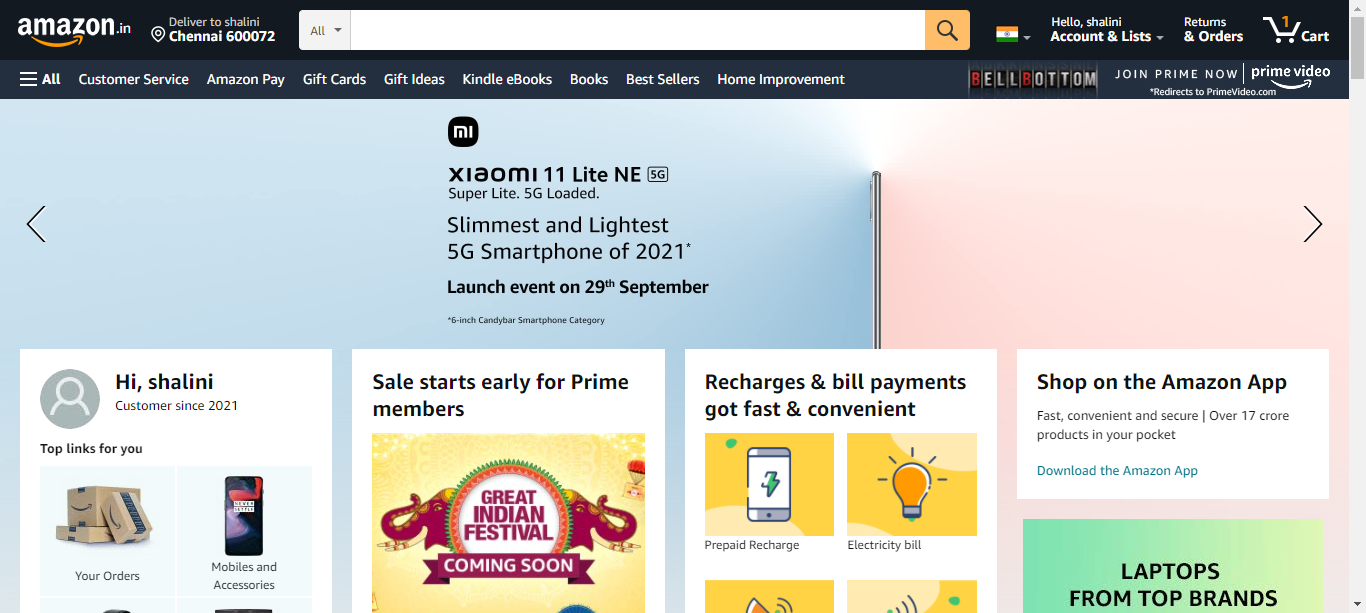 amazon.in
Deliver to shalini
Chennai 600072
All
Hello, shalini
Account & Lists
Returns
& Orders
1
Cart
All
Customer Service
Amazon Pay
Gift Cards
Gift Ideas
Kindle eBooks
Books
Best Sellers
Home Improvement
BELLBOTTOM
JOIN PRIME NOW
prime video
*Redirects to PrimeVideo.com
mi
xiaomi 11 Lite NE 5G
Super Lite. 5G Loaded.
Slimmest and Lightest
5G Smartphone of 2021*
Launch event on 29th September
*6-inch Candybar Smartphone Category
Hi, shalini
Customer since 2021
Top links for you
Your Orders
NEVER
SETTLE
Mobiles and
Accessories
Sale starts early for Prime
members
GREAT
INDIAN
FESTIVAL
COMING SOON
Recharges & bill payments
got fast & convenient
Prepaid Recharge
Electricity bill
Shop on the Amazon App
Fast, convenient and secure | Over 17 crore
products in your pocket
Download the Amazon App
LAPTOPS
FROM TOP BRANDS